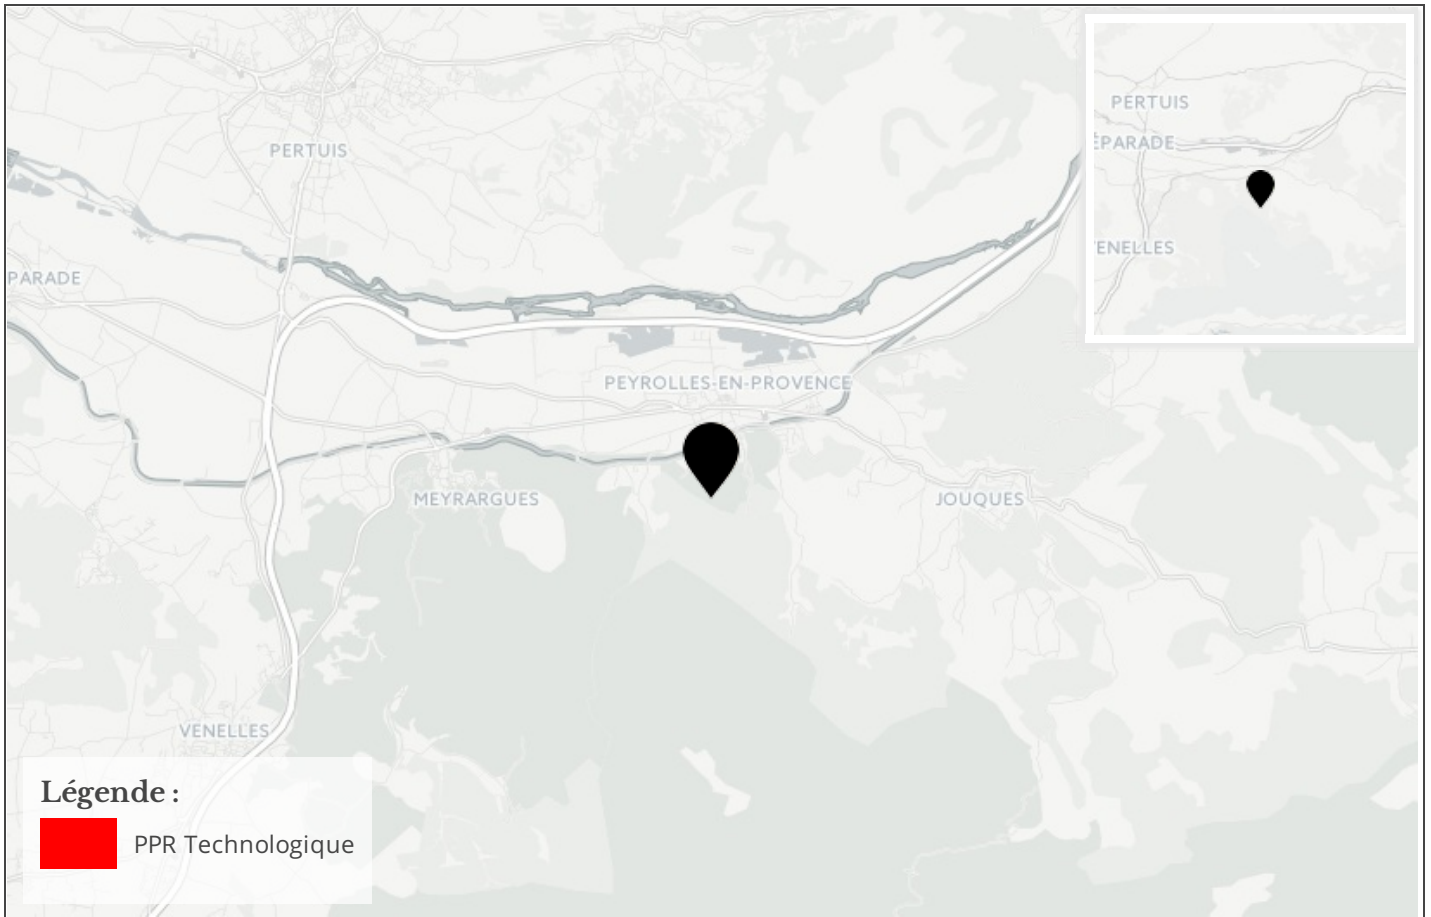 PERTUIS
PARADE
PEYROLLES-EN-PROVENCE
MEYRARGUES
JOUQUES
VENELLES
PERTUIS
ÉPARADE
ENELLES
Légende :
PPR Technologique